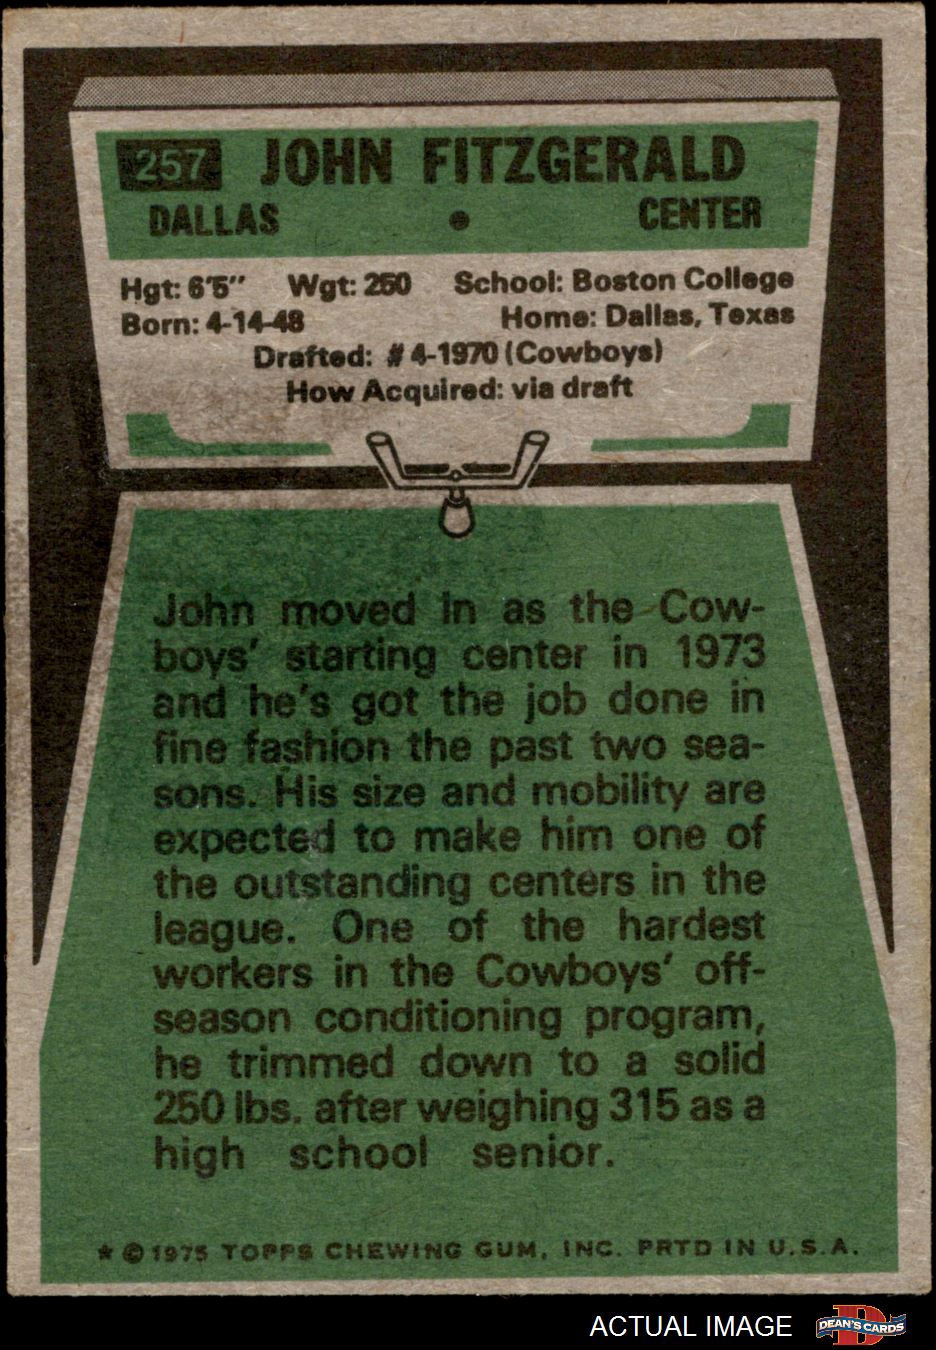 257 JOHN FITZGERALD
DALLAS • CENTER
Hgt: 6'5" Wgt: 250 School: Boston College
Born: 4-14-48 Home: Dallas, Texas
Drafted: #4-1970 (Cowboys)
How Acquired: via draft
John moved in as the Cow-
boys' starting center in 1973
and he's got the job done in
fine fashion the past two sea-
sons. His size and mobility are
expected to make him one of
the outstanding centers in the
league. One of the hardest
workers in the Cowboys' off-
season conditioning program,
he trimmed down to a solid
250 lbs. after weighing 315 as a
high school senior.
★ © 1975 TOPPS CHEWING GUM, INC. PRTD IN U.S.A.
ACTUAL IMAGE D DEAN'S CARDS